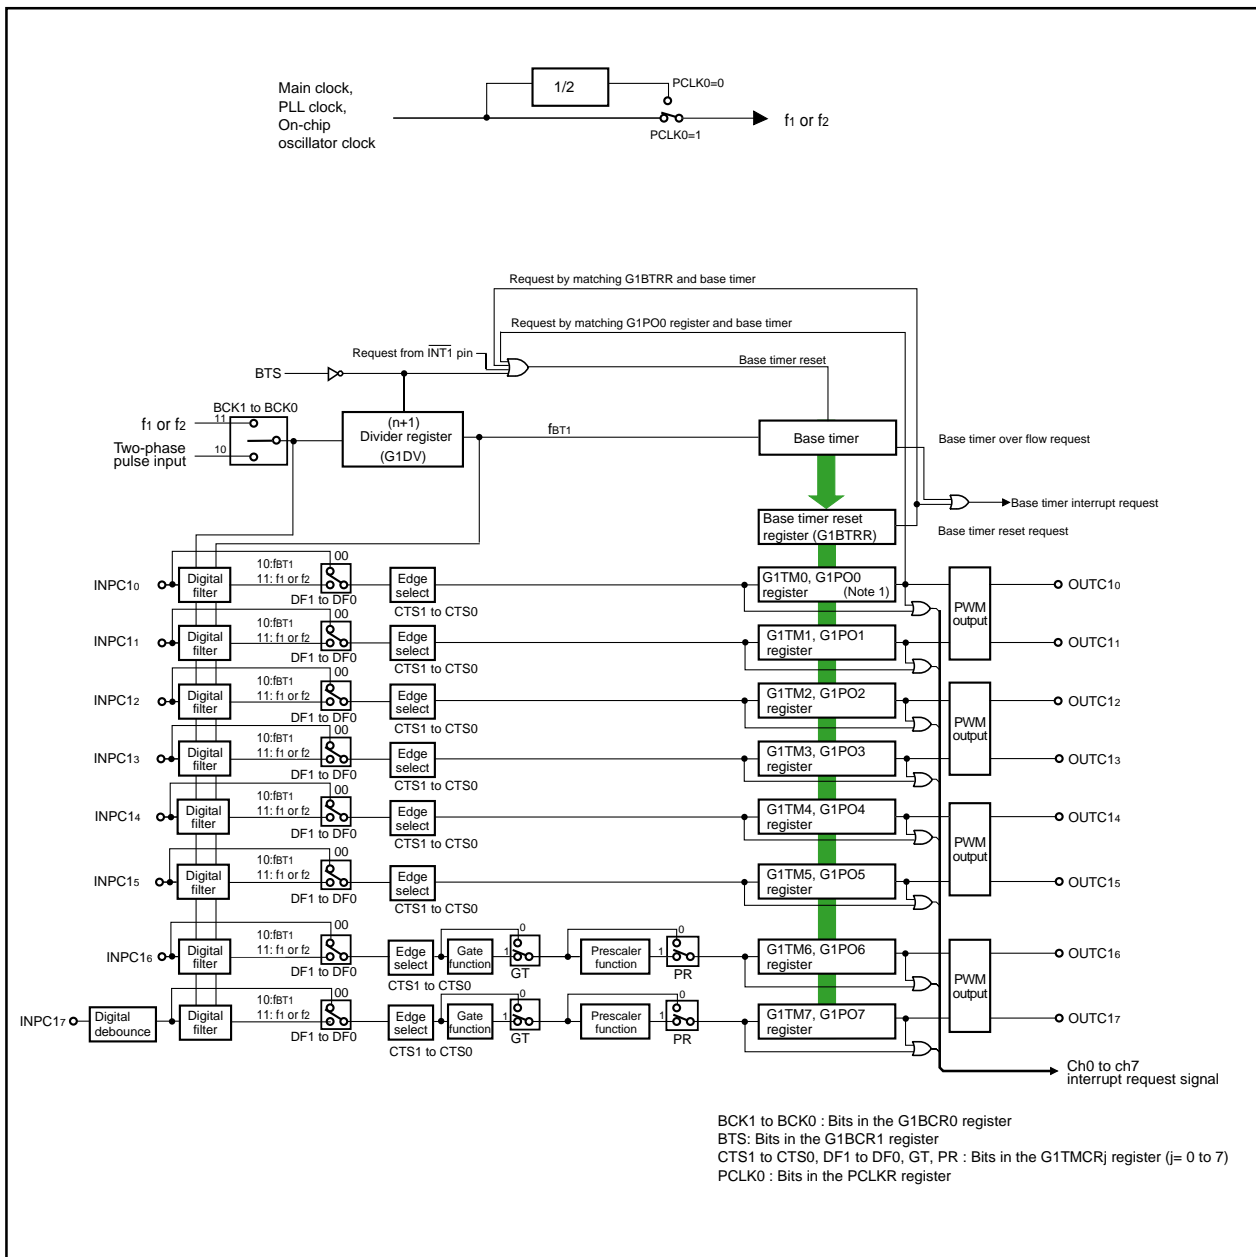 Main clock,
PLL clock,
On-chip
oscillator clock
1/2
PCLK0=0
PCLK0=1
f1 or f2
Request by matching G1BTRR and base timer
Request by matching G1PO0 register and base timer
Request from INT1 pin
Base timer reset
BTS
BCK1 to BCK0
f1 or f2
11
Two-phase
pulse input
10
(n+1)
Divider register
(G1DV)
fBT1
Base timer
Base timer over flow request
Base timer interrupt request
Base timer reset
register (G1BTRR)
Base timer reset request
INPC10
Digital
filter
10:fBT1
11: f1 or f2
00
DF1 to DF0
Edge
select
CTS1 to CTS0
G1TM0, G1PO0
register
(Note 1)
PWM
output
OUTC10
INPC11
Digital
filter
10:fBT1
11: f1 or f2
00
DF1 to DF0
Edge
select
CTS1 to CTS0
G1TM1, G1PO1
register
OUTC11
INPC12
Digital
filter
10:fBT1
11: f1 or f2
00
DF1 to DF0
Edge
select
CTS1 to CTS0
G1TM2, G1PO2
register
PWM
output
OUTC12
INPC13
Digital
filter
10:fBT1
11: f1 or f2
00
DF1 to DF0
Edge
select
CTS1 to CTS0
G1TM3, G1PO3
register
OUTC13
INPC14
Digital
filter
10:fBT1
11: f1 or f2
00
DF1 to DF0
Edge
select
CTS1 to CTS0
G1TM4, G1PO4
register
PWM
output
OUTC14
INPC15
Digital
filter
10:fBT1
11: f1 or f2
00
DF1 to DF0
Edge
select
CTS1 to CTS0
G1TM5, G1PO5
register
OUTC15
INPC16
Digital
filter
10:fBT1
11: f1 or f2
00
DF1 to DF0
Edge
select
CTS1 to CTS0
Gate
function
0
1
GT
Prescaler
function
0
1
PR
G1TM6, G1PO6
register
PWM
output
OUTC16
INPC17
Digital
debounce
Digital
filter
10:fBT1
11: f1 or f2
00
DF1 to DF0
Edge
select
CTS1 to CTS0
Gate
function
0
1
GT
Prescaler
function
0
1
PR
G1TM7, G1PO7
register
OUTC17
Ch0 to ch7
interrupt request signal
BCK1 to BCK0 : Bits in the G1BCR0 register
BTS: Bits in the G1BCR1 register
CTS1 to CTS0, DF1 to DF0, GT, PR : Bits in the G1TMCRj register (j= 0 to 7)
PCLK0 : Bits in the PCLKR register